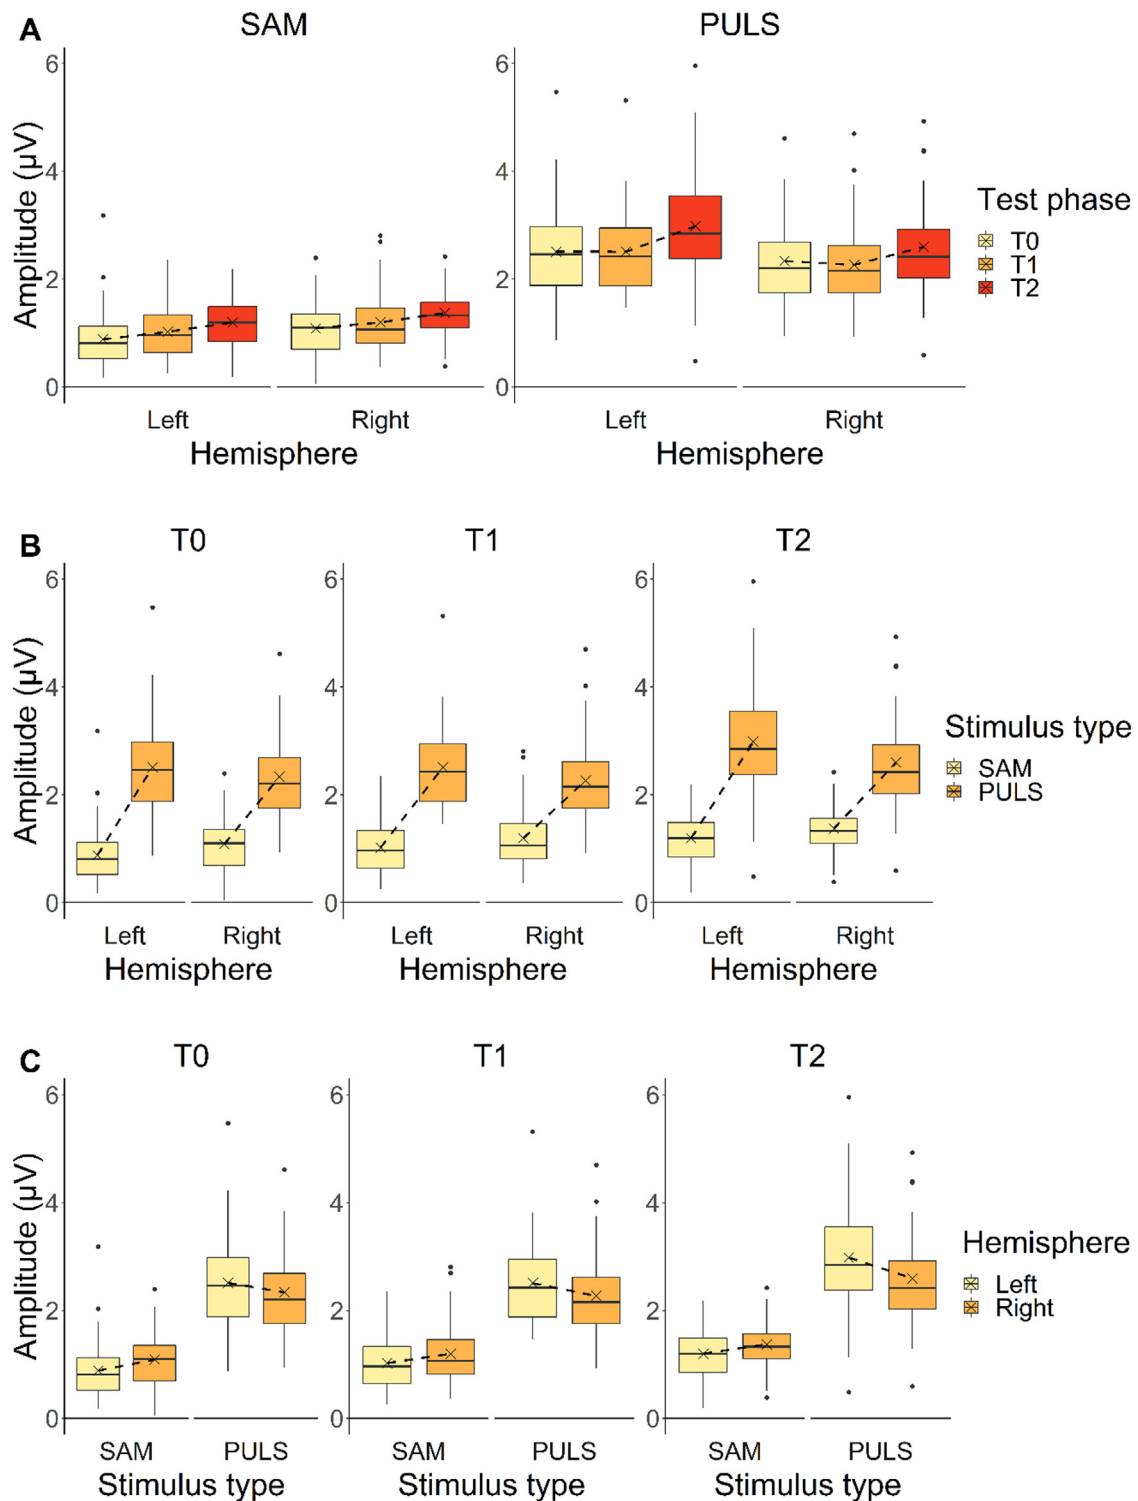 A
SAM
PULS
Amplitude (µV)
6
4
2
0
6
4
2
0
Left
Right
Hemisphere
Left
Right
Hemisphere
Test phase
T0
T1
T2
B
T0
T1
T2
Amplitude (µV)
6
4
2
0
6
4
2
0
6
4
2
0
Left
Right
Hemisphere
Left
Right
Hemisphere
Left
Right
Hemisphere
Stimulus type
SAM
PULS
C
T0
T1
T2
Amplitude (µV)
6
4
2
0
6
4
2
0
6
4
2
0
SAM
PULS
Stimulus type
SAM
PULS
Stimulus type
SAM
PULS
Stimulus type
Hemisphere
Left
Right